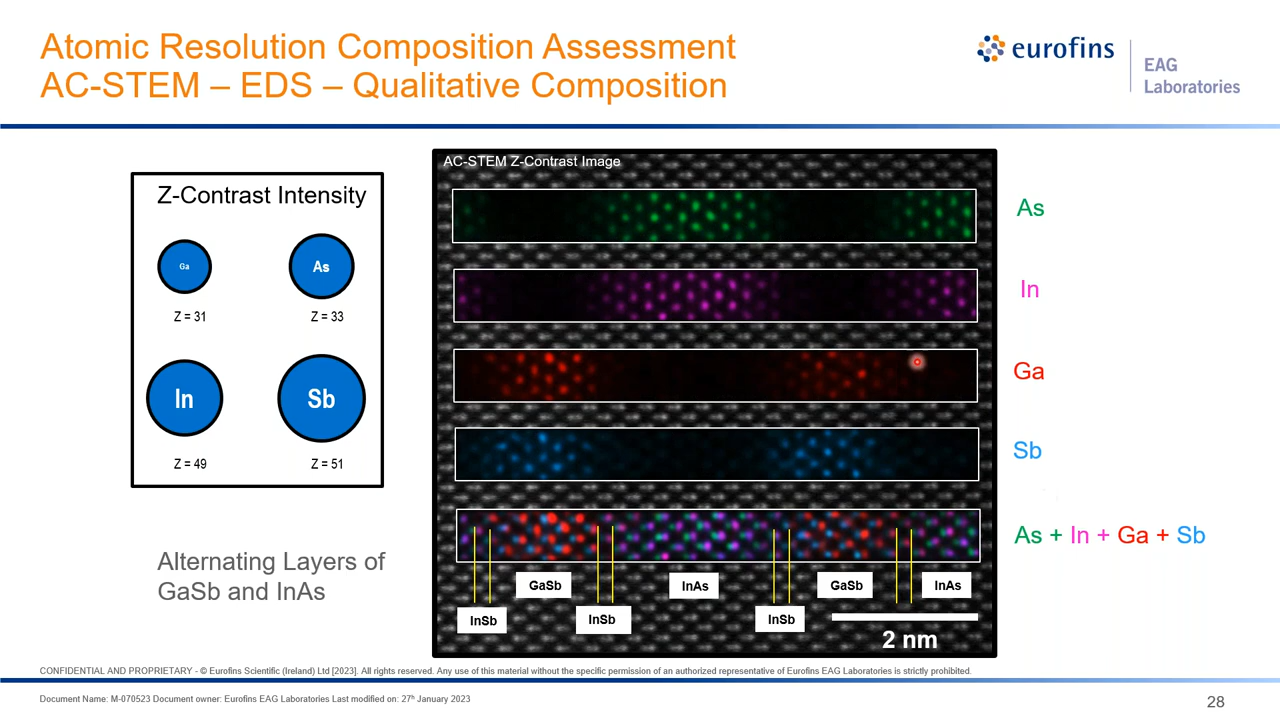 Atomic Resolution Composition Assessment
AC-STEM – EDS – Qualitative Composition
eurofins
EAG
Laboratories
Z-Contrast Intensity
Ga
As
Z = 31
Z = 33
In
Sb
Z = 49
Z = 51
Alternating Layers of
GaSb and InAs
AC-STEM Z-Contrast Image
As
In
Ga
Sb
As + In + Ga + Sb
GaSb
InAs
GaSb
InAs
InSb
InSb
InSb
2 nm
CONFIDENTIAL AND PROPRIETARY - © Eurofins Scientific (Ireland) Ltd [2023]. All rights reserved. Any use of this material without the specific permission of an authorized representative of Eurofins EAG Laboratories is strictly prohibited.
Document Name: M-070523 Document owner: Eurofins EAG Laboratories Last modified on: 27th January 2023
28